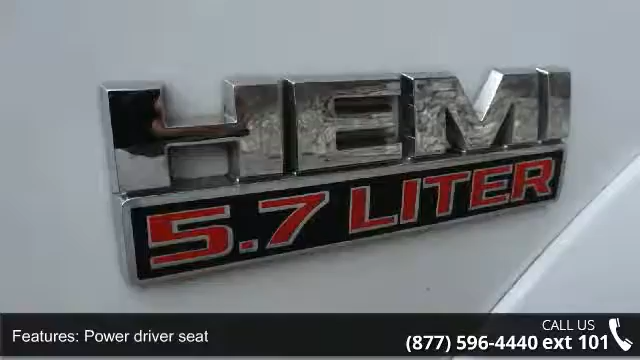 HEMI
5.7 LITER
Features: Power driver seat
CALL US
(877) 596-4440 ext 101